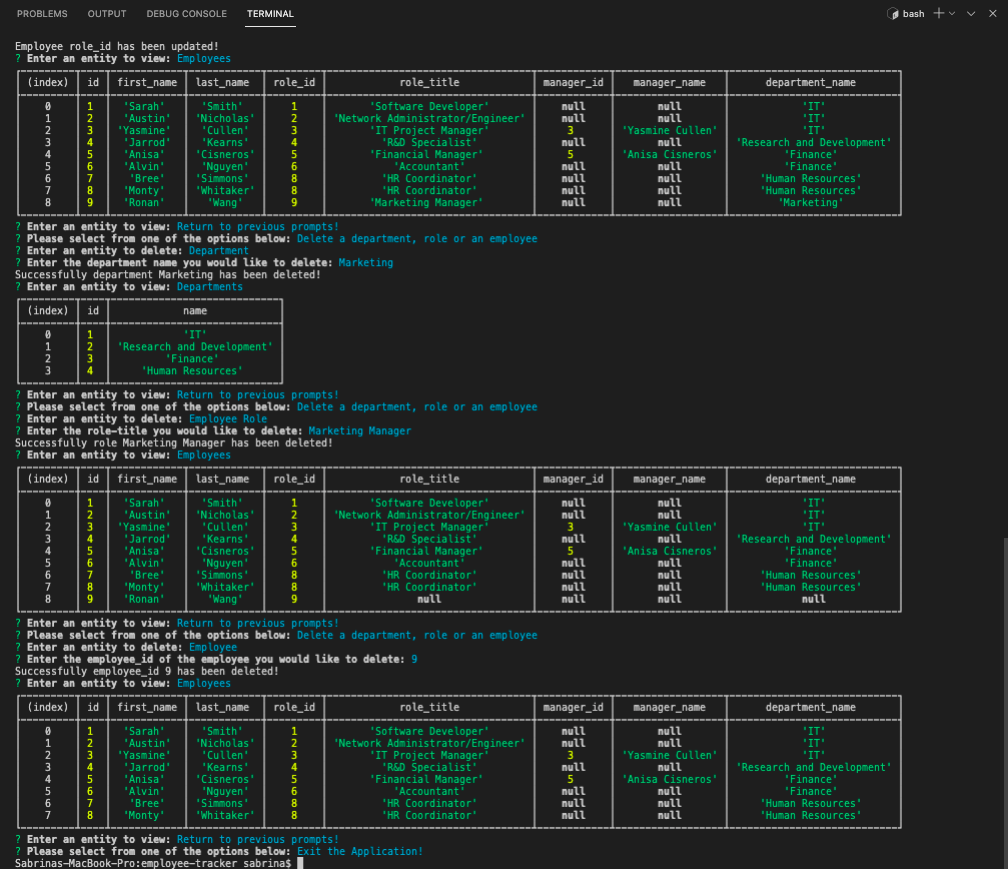 PROBLEMS OUTPUT DEBUG CONSOLE TERMINAL bash
Employee role_id has been updated!
? Enter an entity to view: Employees
(index) id first_name last_name role_id role_title manager_id manager_name department_name
0 1 'Sarah' 'Smith' 1 'Software Developer' null null 'IT'
1 2 'Austin' 'Nicholas' 2 'Network Administrator/Engineer' null null 'IT'
2 3 'Yasmine' 'Cullen' 3 'IT Project Manager' 3 'Yasmine Cullen' 'IT'
3 4 'Jarrod' 'Kearns' 4 'R&D Specialist' null null 'Research and Development'
4 5 'Anisa' 'Cisneros' 5 'Financial Manager' 5 'Anisa Cisneros' 'Finance'
5 6 'Alvin' 'Nguyen' 6 'Accountant' null null 'Finance'
6 7 'Bree' 'Simmons' 8 'HR Coordinator' null null 'Human Resources'
7 8 'Monty' 'Whitaker' 8 'HR Coordinator' null null 'Human Resources'
8 9 'Ronan' 'Wang' 9 'Marketing Manager' null null 'Marketing'
? Enter an entity to view: Return to previous prompts!
? Please select from one of the options below: Delete a department, role or an employee
? Enter an entity to delete: Department
? Enter the department name you would like to delete: Marketing
Successfully department Marketing has been deleted!
? Enter an entity to view: Departments
(index) id name
0 1 'IT'
1 2 'Research and Development'
2 3 'Finance'
3 4 'Human Resources'
? Enter an entity to view: Return to previous prompts!
? Please select from one of the options below: Delete a department, role or an employee
? Enter an entity to delete: Employee Role
? Enter the role-title you would like to delete: Marketing Manager
Successfully role Marketing Manager has been deleted!
? Enter an entity to view: Employees
(index) id first_name last_name role_id role_title manager_id manager_name department_name
0 1 'Sarah' 'Smith' 1 'Software Developer' null null 'IT'
1 2 'Austin' 'Nicholas' 2 'Network Administrator/Engineer' null null 'IT'
2 3 'Yasmine' 'Cullen' 3 'IT Project Manager' 3 'Yasmine Cullen' 'IT'
3 4 'Jarrod' 'Kearns' 4 'R&D Specialist' null null 'Research and Development'
4 5 'Anisa' 'Cisneros' 5 'Financial Manager' 5 'Anisa Cisneros' 'Finance'
5 6 'Alvin' 'Nguyen' 6 'Accountant' null null 'Finance'
6 7 'Bree' 'Simmons' 8 'HR Coordinator' null null 'Human Resources'
7 8 'Monty' 'Whitaker' 8 'HR Coordinator' null null 'Human Resources'
8 9 'Ronan' 'Wang' 9 null null null null
? Enter an entity to view: Return to previous prompts!
? Please select from one of the options below: Delete a department, role or an employee
? Enter an entity to delete: Employee
? Enter the employee_id of the employee you would like to delete: 9
Successfully employee_id 9 has been deleted!
? Enter an entity to view: Employees
(index) id first_name last_name role_id role_title manager_id manager_name department_name
0 1 'Sarah' 'Smith' 1 'Software Developer' null null 'IT'
1 2 'Austin' 'Nicholas' 2 'Network Administrator/Engineer' null null 'IT'
2 3 'Yasmine' 'Cullen' 3 'IT Project Manager' 3 'Yasmine Cullen' 'IT'
3 4 'Jarrod' 'Kearns' 4 'R&D Specialist' null null 'Research and Development'
4 5 'Anisa' 'Cisneros' 5 'Financial Manager' 5 'Anisa Cisneros' 'Finance'
5 6 'Alvin' 'Nguyen' 6 'Accountant' null null 'Finance'
6 7 'Bree' 'Simmons' 8 'HR Coordinator' null null 'Human Resources'
7 8 'Monty' 'Whitaker' 8 'HR Coordinator' null null 'Human Resources'
? Enter an entity to view: Return to previous prompts!
? Please select from one of the options below: Exit the Application!
Sabrinas-MacBook-Pro:employee-tracker sabrina$